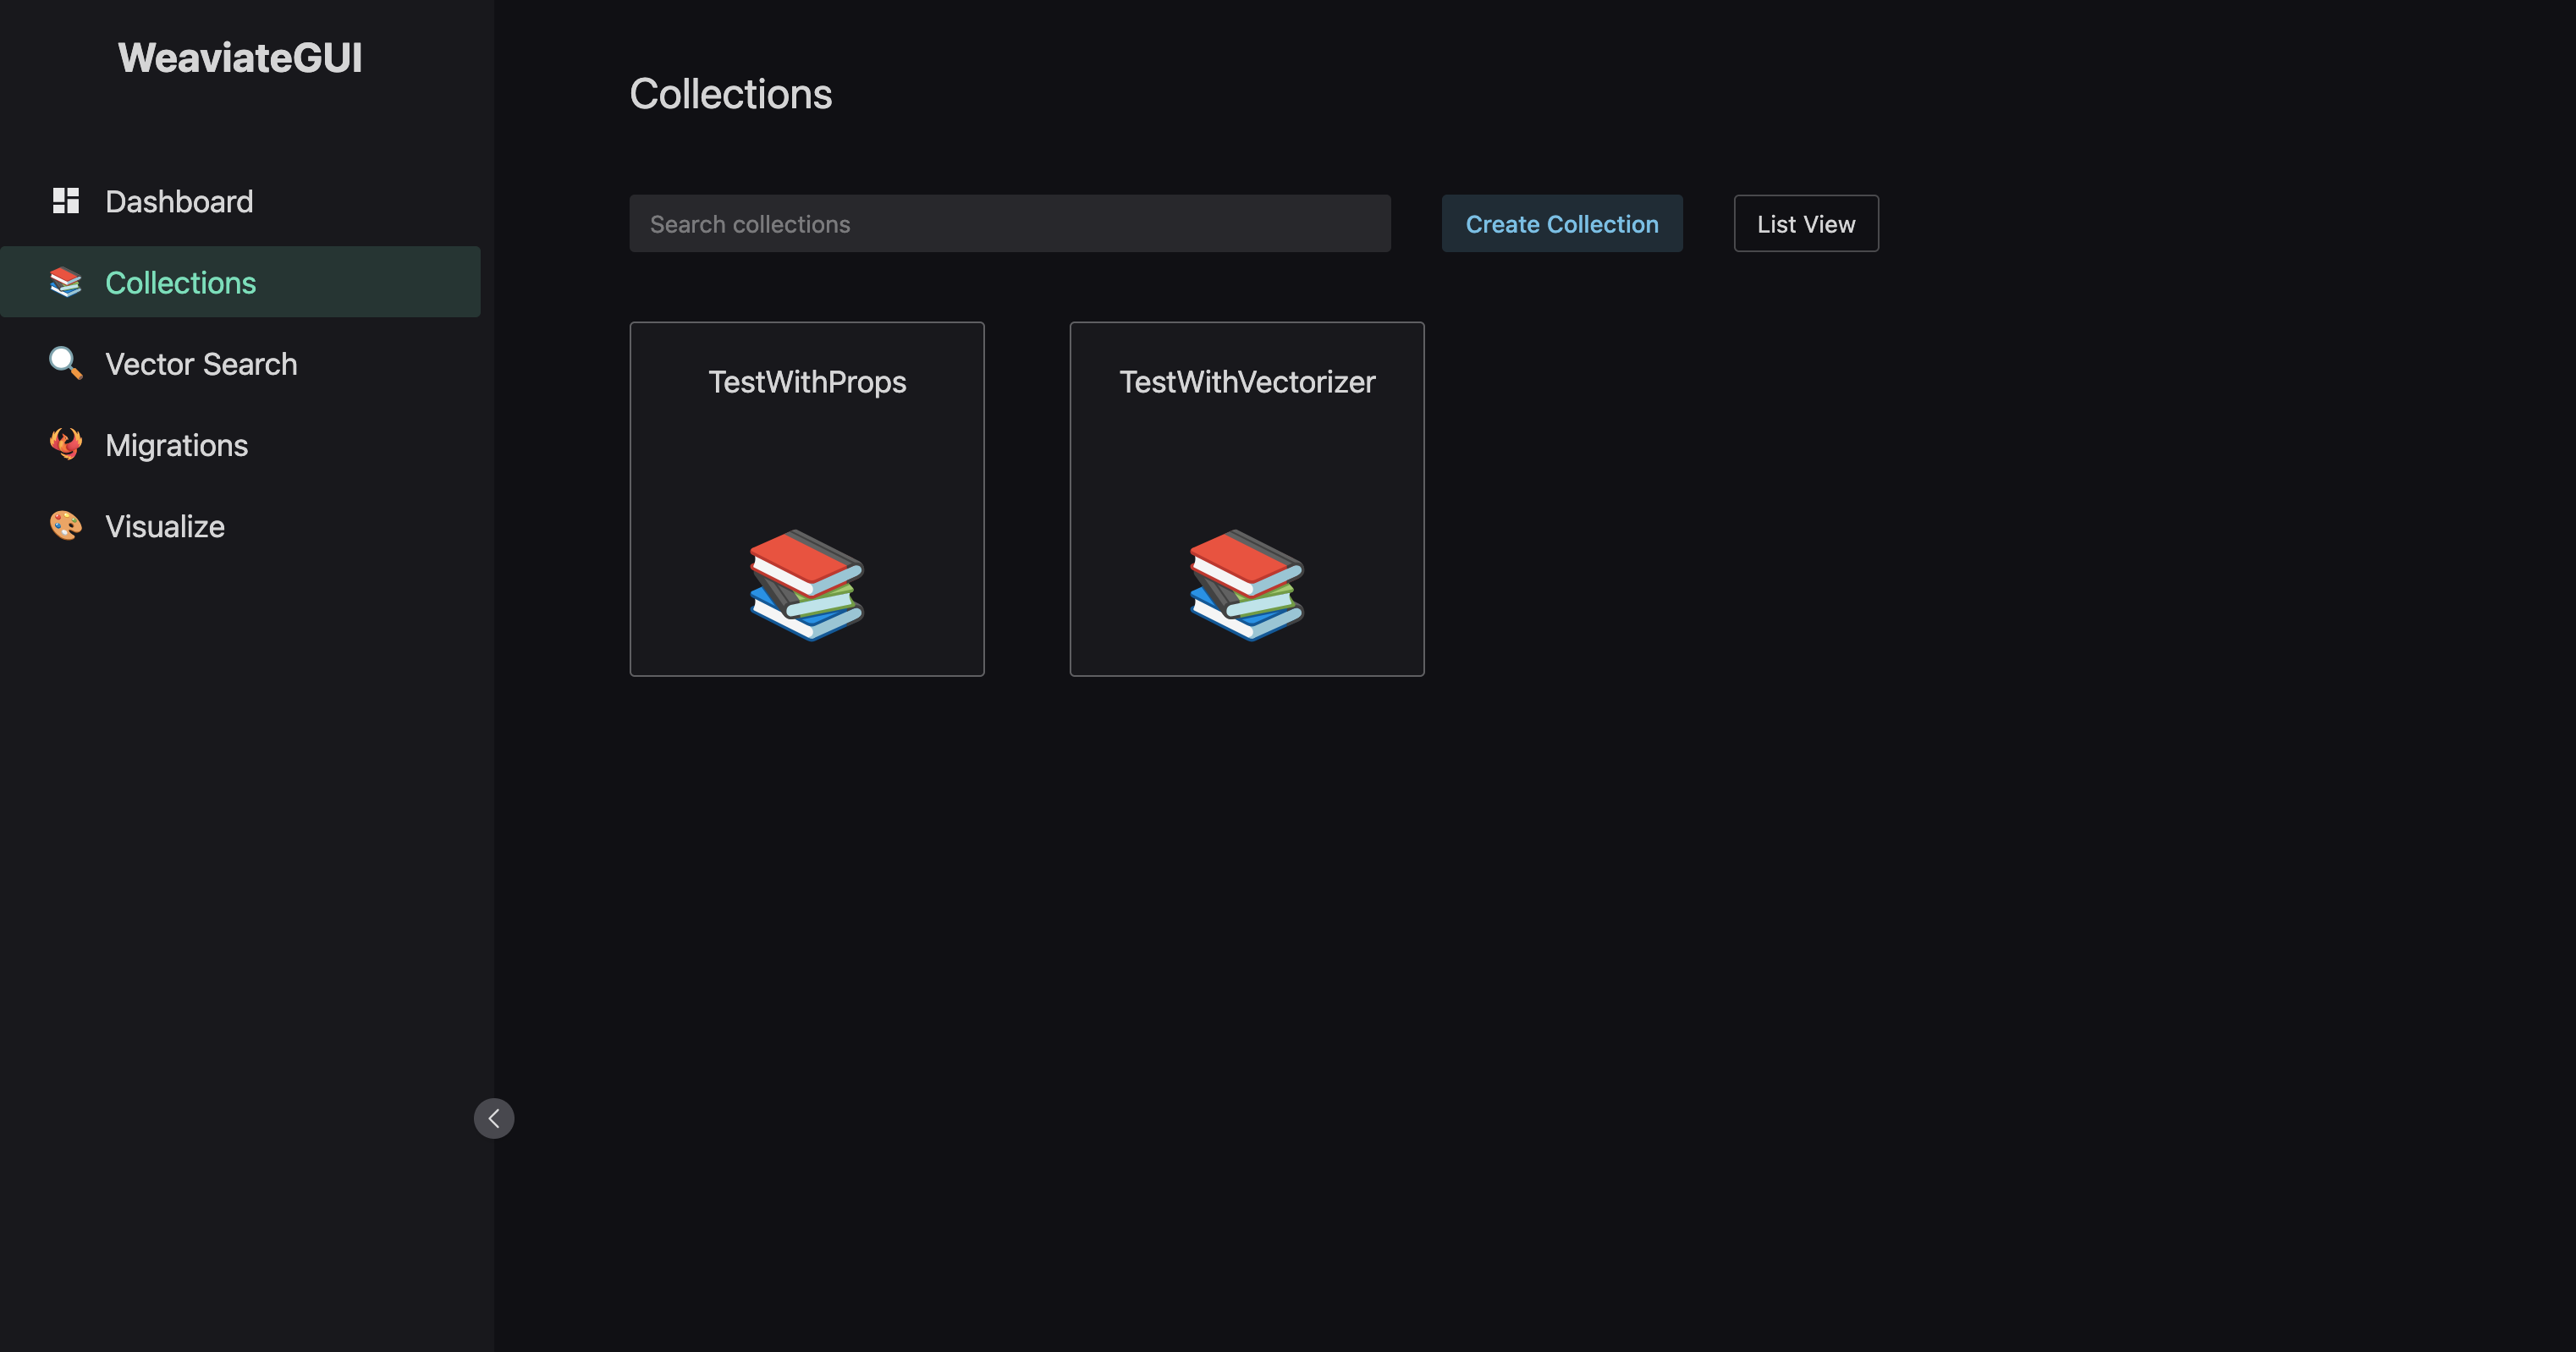 WeaviateGUI
Dashboard
Collections
Vector Search
Migrations
Visualize
Collections
Search collections
Create Collection
List View
TestWithProps
TestWithVectorizer